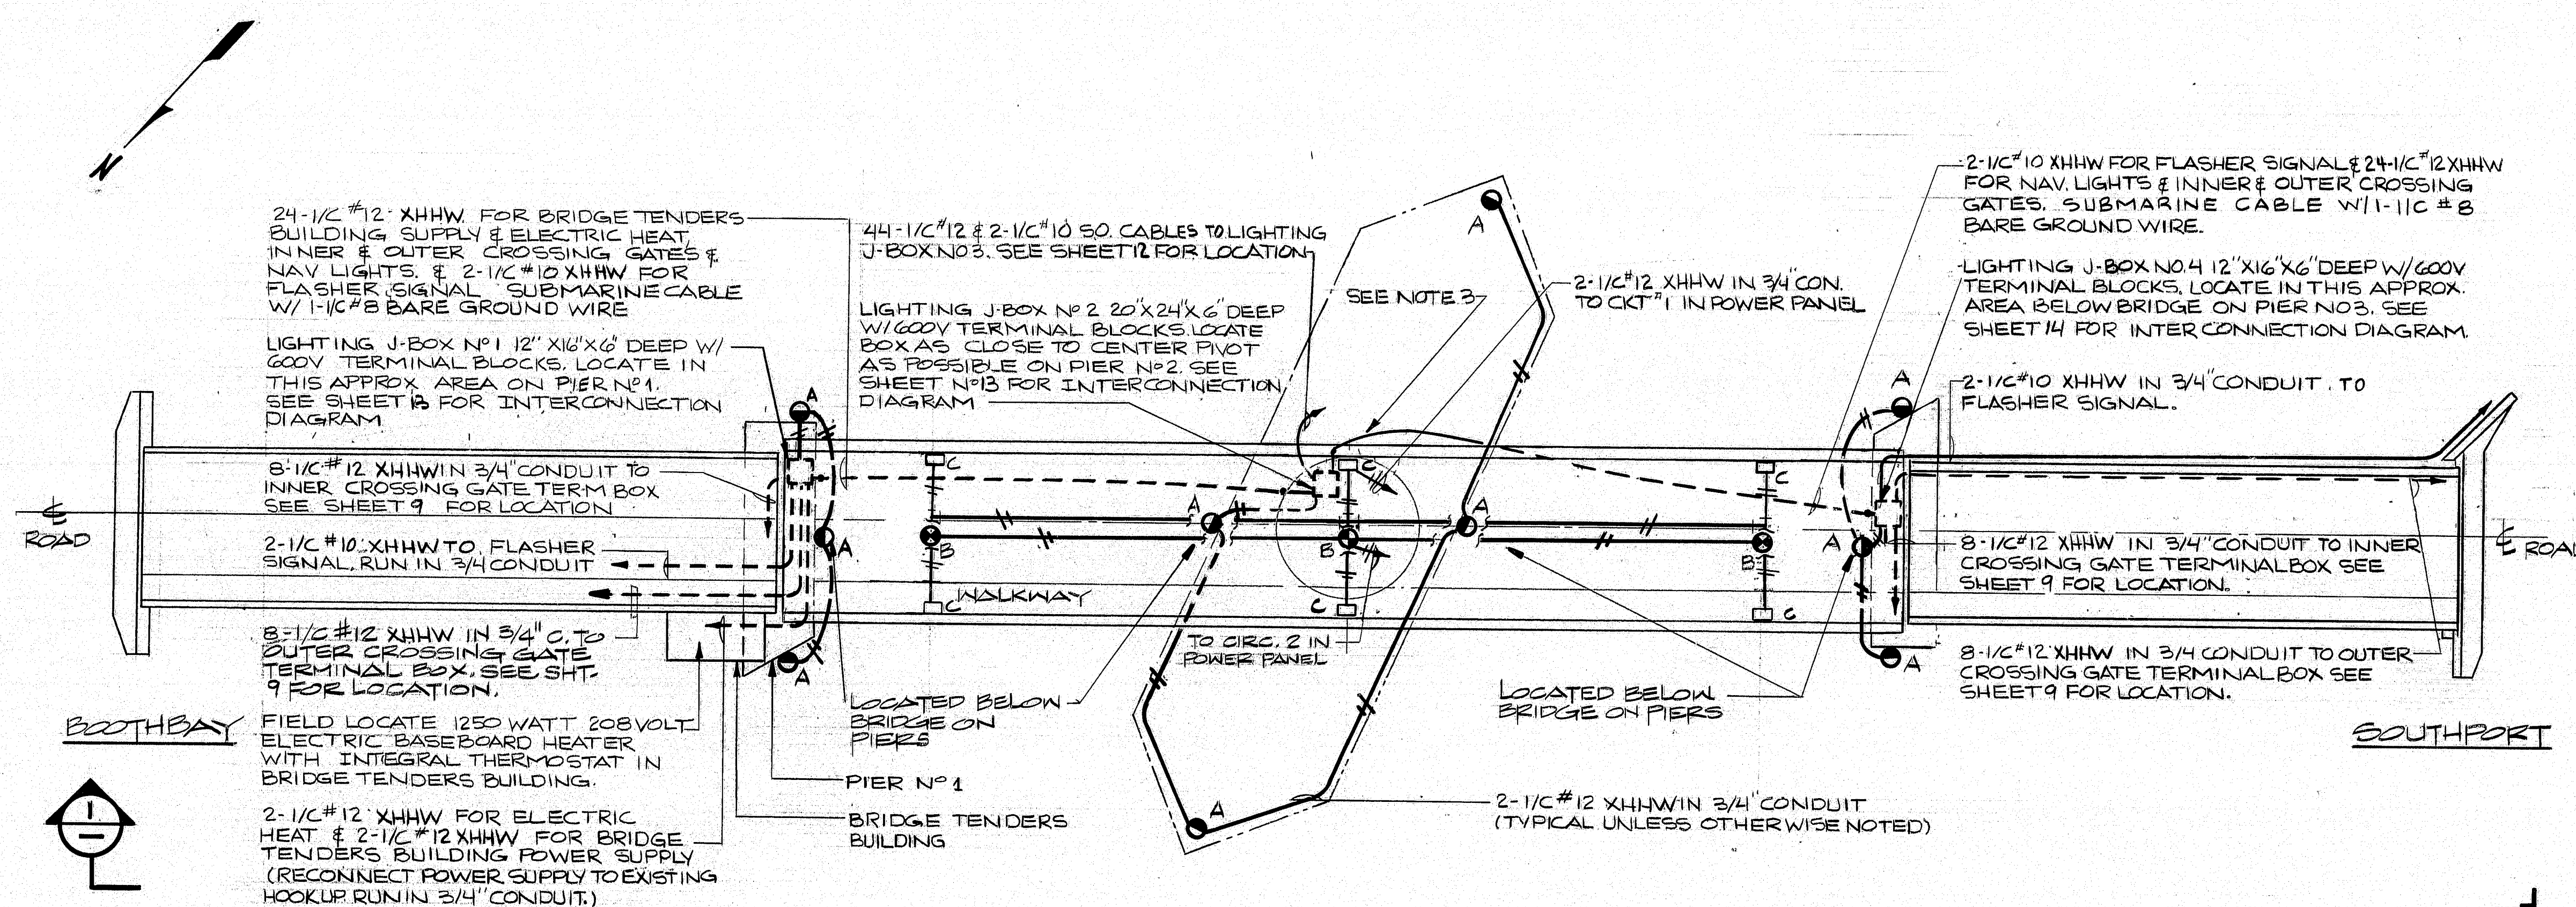 N
24-1/C #12 XHHW FOR BRIDGE TENDERS
BUILDING SUPPLY & ELECTRIC HEAT,
INNER & OUTER CROSSING GATES &
NAV LIGHTS. & 2-1/C #10 XHHW FOR
FLASHER SIGNAL SUBMARINE CABLE
W/ 1-1/C #8 BARE GROUND WIRE
LIGHTING J-BOX Nº 1 12" X16"X6" DEEP W/
600V TERMINAL BLOCKS. LOCATE IN
THIS APPROX AREA ON PIER Nº 1.
SEE SHEET 13 FOR INTERCONNECTION
DIAGRAM
8-1/C #12 XHHW IN 3/4" CONDUIT TO
INNER CROSSING GATE TERM BOX
SEE SHEET 9 FOR LOCATION
2-1/C #10 XHHW TO FLASHER
SIGNAL, RUN IN 3/4 CONDUIT
8-1/C #12 XHHW IN 3/4" C. TO
OUTER CROSSING GATE
TERMINAL BOX. SEE SHT.
9 FOR LOCATION.
FIELD LOCATE 1250 WATT 208 VOLT
ELECTRIC BASEBOARD HEATER
WITH INTEGRAL THERMOSTAT IN
BRIDGE TENDERS BUILDING.
2-1/C #12 XHHW FOR ELECTRIC
HEAT & 2-1/C #12 XHHW FOR BRIDGE
TENDERS BUILDING POWER SUPPLY
(RECONNECT POWER SUPPLY TO EXISTING
HOOKUP RUN IN 3/4" CONDUIT.)
℄
ROAD
BOOTHBAY
1
–
44-1/C #12 & 2-1/C #10 S.O. CABLES TO LIGHTING
J-BOX NO 3. SEE SHEET 12 FOR LOCATION
LIGHTING J-BOX Nº 2 20"X24"X6" DEEP
W/600V TERMINAL BLOCKS. LOCATE
BOX AS CLOSE TO CENTER PIVOT
AS POSSIBLE ON PIER Nº 2. SEE
SHEET Nº 13 FOR INTERCONNECTION
DIAGRAM
SEE NOTE 3
2-1/C #12 XHHW IN 3/4" CON.
TO CKT #1 IN POWER PANEL
A
A
A
A
B
C
C
WALKWAY
A
B
C
C
A
A
TO CIRC. 2 IN
POWER PANEL
LOCATED BELOW
BRIDGE ON
PIERS
PIER Nº 1
BRIDGE TENDERS
BUILDING
A
LOCATED BELOW
BRIDGE ON PIERS
2-1/C #12 XHHW IN 3/4" CONDUIT
(TYPICAL UNLESS OTHERWISE NOTED)
C
B
C
A
A
A
2-1/C #10 XHHW FOR FLASHER SIGNAL & 24-1/C #12 XHHW
FOR NAV. LIGHTS & INNER & OUTER CROSSING
GATES. SUBMARINE CABLE W/ 1-1/C #8
BARE GROUND WIRE.
LIGHTING J-BOX NO. 4 12"X16"X6" DEEP W/600V
TERMINAL BLOCKS. LOCATE IN THIS APPROX.
AREA BELOW BRIDGE ON PIER NO 3. SEE
SHEET 14 FOR INTERCONNECTION DIAGRAM.
2-1/C #10 XHHW IN 3/4" CONDUIT. TO
FLASHER SIGNAL.
8-1/C #12 XHHW IN 3/4" CONDUIT TO INNER
CROSSING GATE TERMINAL BOX SEE
SHEET 9 FOR LOCATION.
8-1/C #12 XHHW IN 3/4 CONDUIT TO OUTER
CROSSING GATE TERMINAL BOX SEE
SHEET 9 FOR LOCATION.
℄ ROA
SOUTHPORT